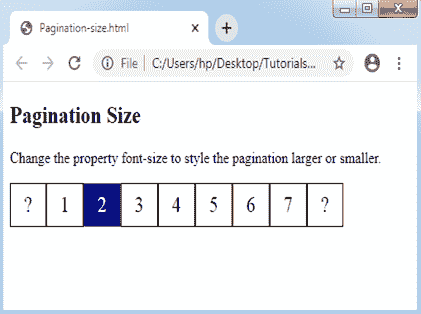 Pagination-size.html
File | C:/Users/hp/Desktop/Tutorials...
Pagination Size
Change the property font-size to style the pagination larger or smaller.
? 1 2 3 4 5 6 7 ?